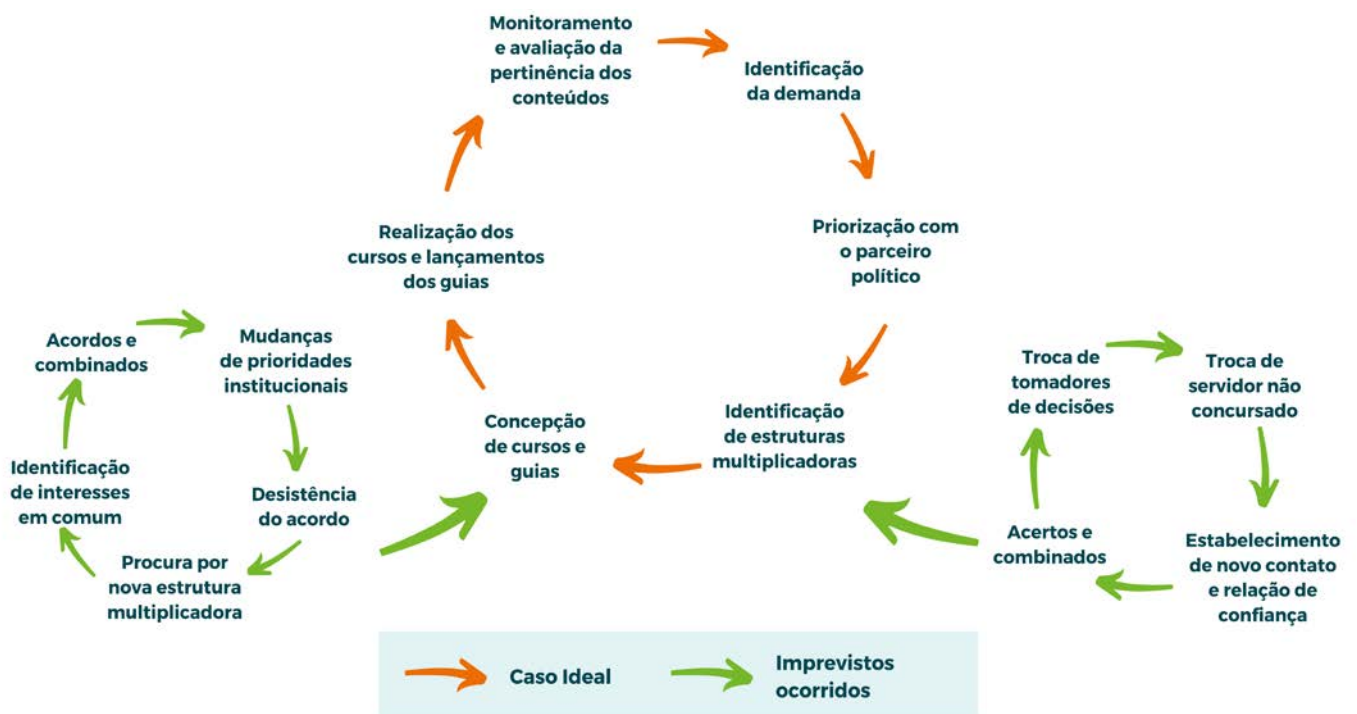 Monitoramento
e avaliação da
pertinência dos
conteúdos
Identificação
da demanda
Priorização com
o parceiro
político
Identificação
de estruturas
multiplicadoras
Concepção
de cursos e
guias
Realização dos
cursos e lançamentos
dos guias
Acordos e
combinados
Mudanças
de prioridades
institucionais
Desistência
do acordo
Procura por
nova estrutura
multiplicadora
Identificação
de interesses
em comum
Troca de
tomadores
de decisões
Troca de
servidor não
concursado
Estabelecimento
de novo contato
e relação de
confiança
Acertos e
combinados
Caso Ideal
Imprevistos
ocorridos